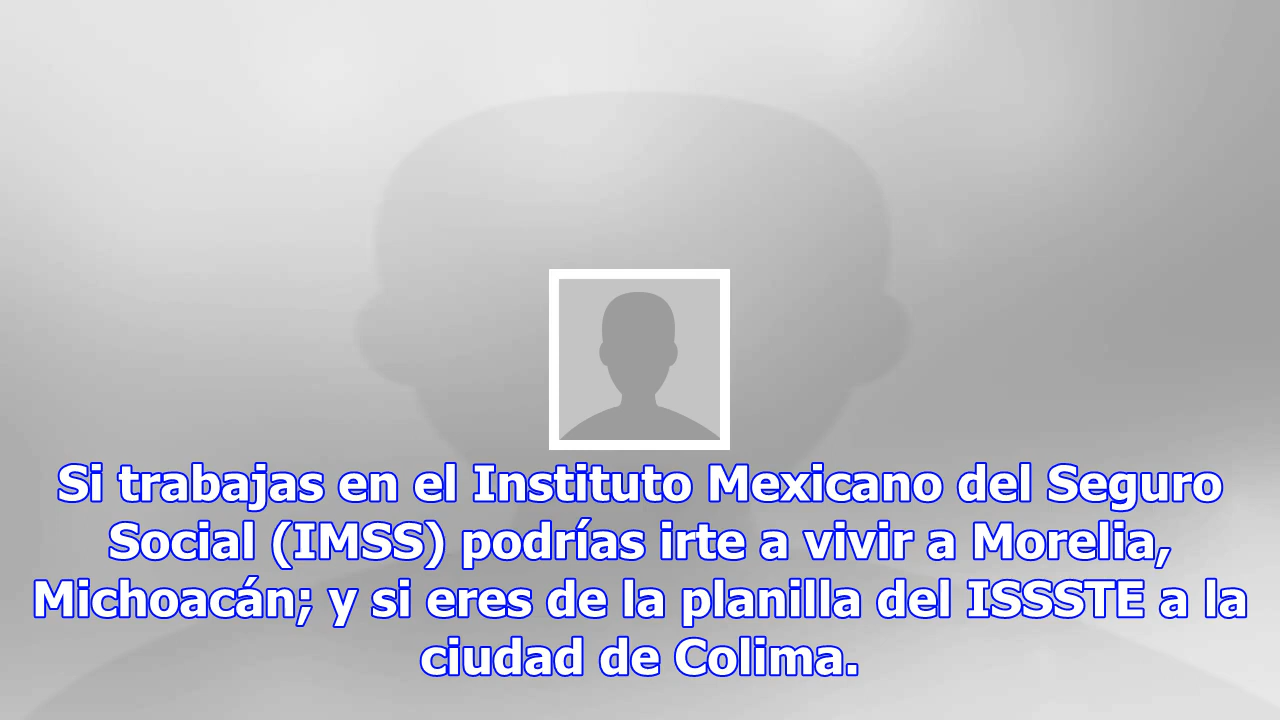 Si trabajas en el Instituto Mexicano del Seguro
Social (IMSS) podrías irte a vivir a Morelia,
Michoacán; y si eres de la planilla del ISSSTE a la
ciudad de Colima.